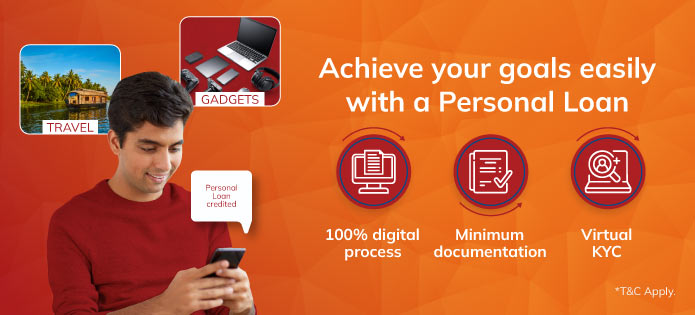 TRAVEL
GADGETS
Personal
Loan
credited
Achieve your goals easily
with a Personal Loan
100% digital
process
Minimum
documentation
Virtual
KYC
*T&C Apply.